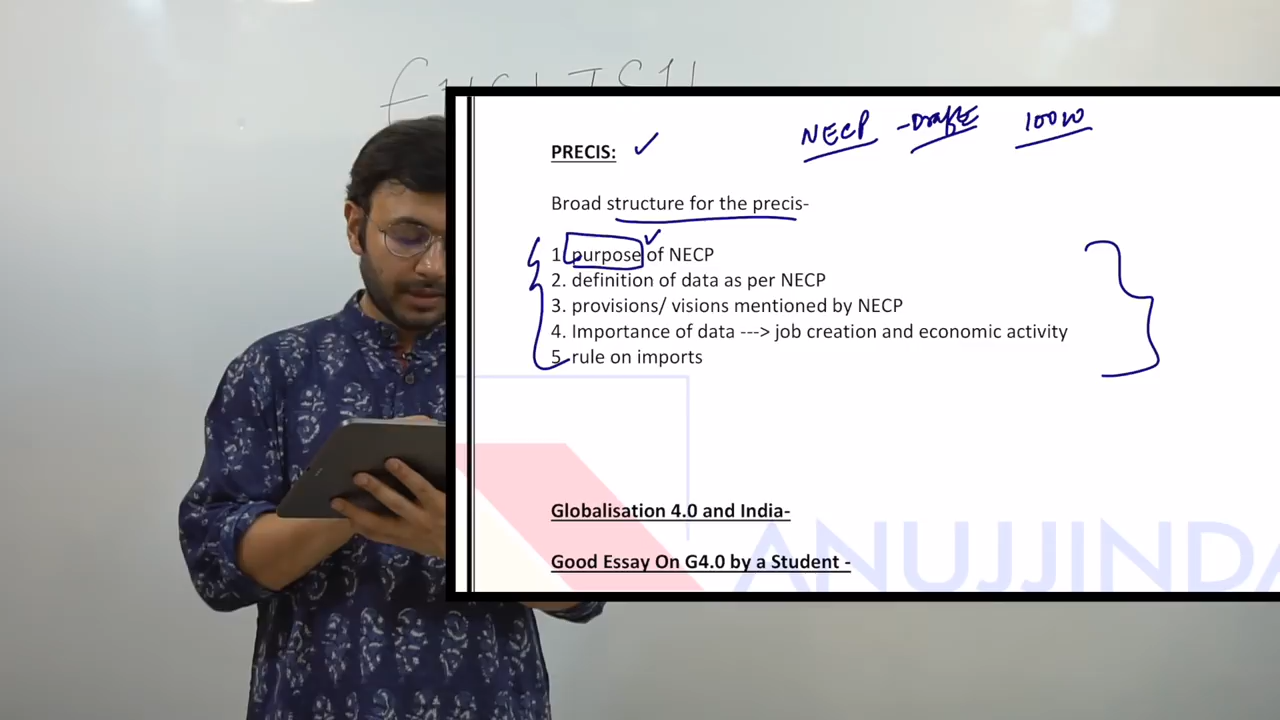 ENGLISH
NECP - Draft 100w
PRECIS:
Broad structure for the precis-
1. purpose of NECP
2. definition of data as per NECP
3. provisions/ visions mentioned by NECP
4. Importance of data ---> job creation and economic activity
5. rule on imports
Globalisation 4.0 and India-
Good Essay On G4.0 by a Student -
ANUJJINDA